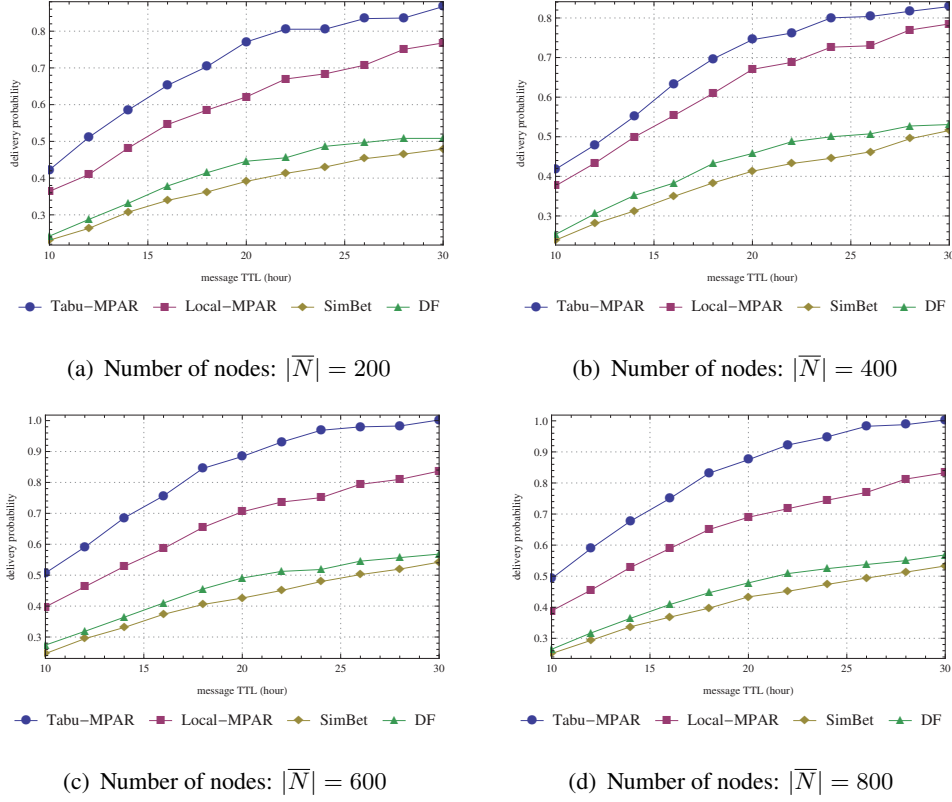 0.8
0.7
0.6
0.5
0.4
0.3
delivery probability
10 15 20 25 30
message TTL (hour)
Tabu-MPAR Local-MPAR SimBet DF
(a) Number of nodes: |N̅| = 200
0.8
0.7
0.6
0.5
0.4
0.3
delivery probability
10 15 20 25 30
message TTL (hour)
Tabu-MPAR Local-MPAR SimBet DF
(b) Number of nodes: |N̅| = 400
1.0
0.9
0.8
0.7
0.6
0.5
0.4
0.3
delivery probability
10 15 20 25 30
message TTL (hour)
Tabu-MPAR Local-MPAR SimBet DF
(c) Number of nodes: |N̅| = 600
1.0
0.9
0.8
0.7
0.6
0.5
0.4
0.3
delivery probability
10 15 20 25 30
message TTL (hour)
Tabu-MPAR Local-MPAR SimBet DF
(d) Number of nodes: |N̅| = 800